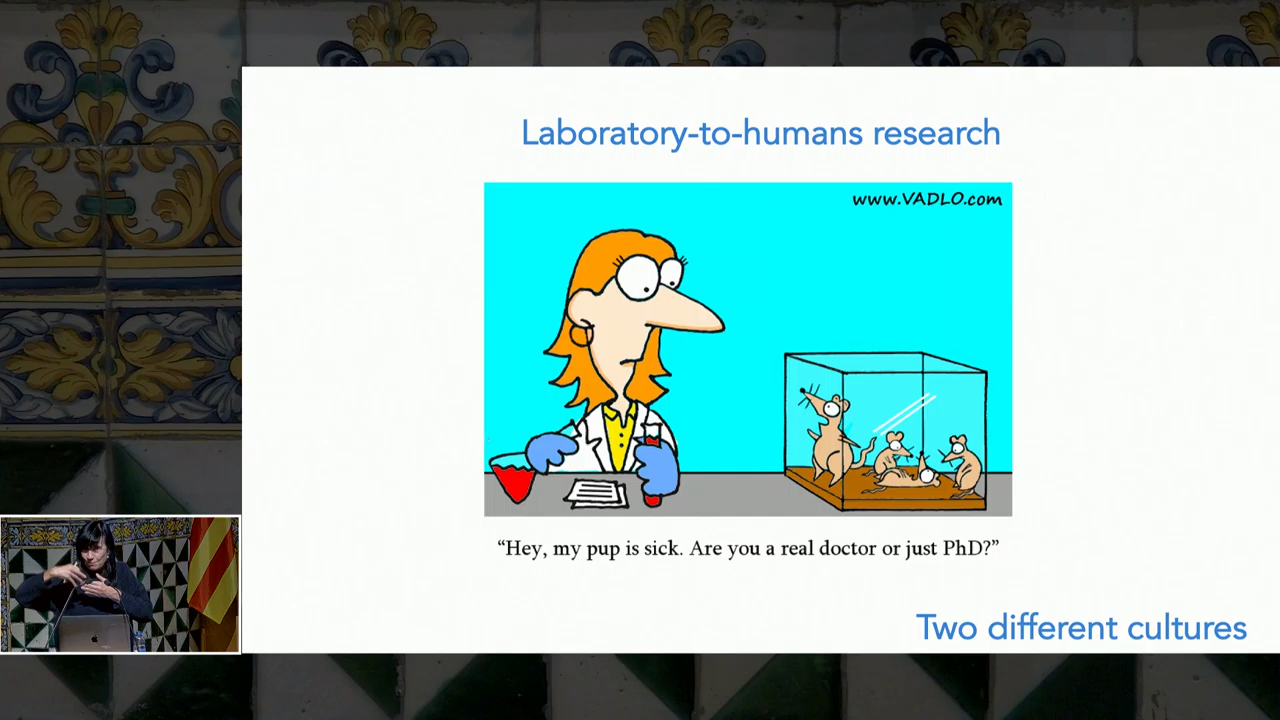 Laboratory-to-humans research
www.VADLO.com
“Hey, my pup is sick. Are you a real doctor or just PhD?”
Two different cultures